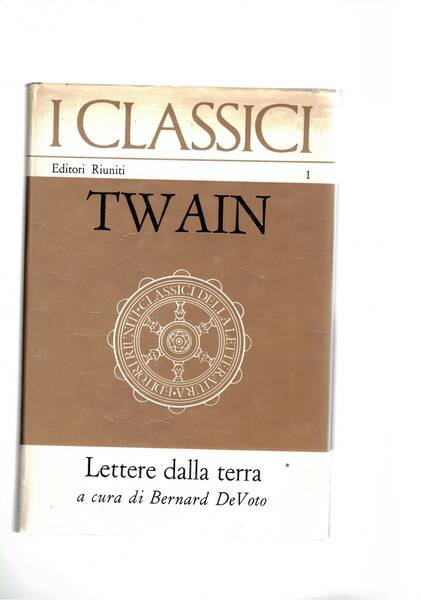 I CLASSICI
Editori Riuniti 1
TWAIN
CLASSICI DELLA LETTERATURA · EDITORI RIUNITI ·
Lettere dalla terra
a cura di Bernard DeVoto